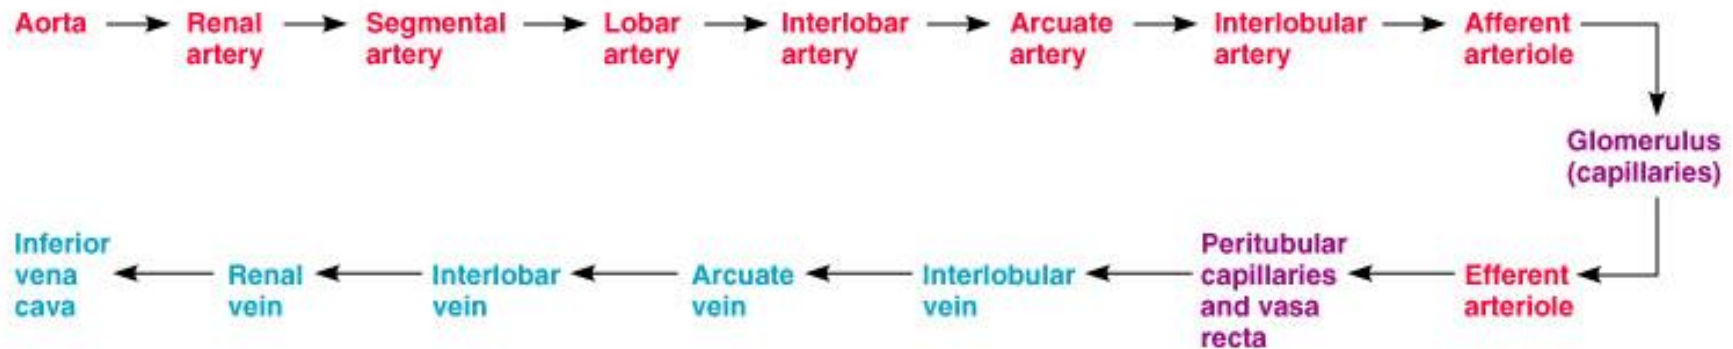 Aorta
Renal
artery
Segmental
artery
Lobar
artery
Interlobar
artery
Arcuate
artery
Interlobular
artery
Afferent
arteriole
Glomerulus
(capillaries)
Efferent
arteriole
Peritubular
capillaries
and vasa
recta
Interlobular
vein
Arcuate
vein
Interlobar
vein
Renal
vein
Inferior
vena
cava